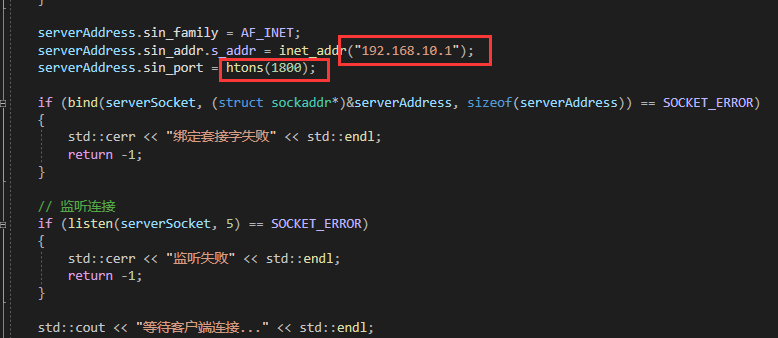 }
serverAddress.sin_family = AF_INET;
serverAddress.sin_addr.s_addr = inet_addr("192.168.10.1");
serverAddress.sin_port = htons(1800);
if (bind(serverSocket, (struct sockaddr*)&serverAddress, sizeof(serverAddress)) == SOCKET_ERROR)
{
std::cerr << "绑定套接字失败" << std::endl;
return -1;
}
// 监听连接
if (listen(serverSocket, 5) == SOCKET_ERROR)
{
std::cerr << "监听失败" << std::endl;
return -1;
}
std::cout << "等待客户端连接..." << std::endl;